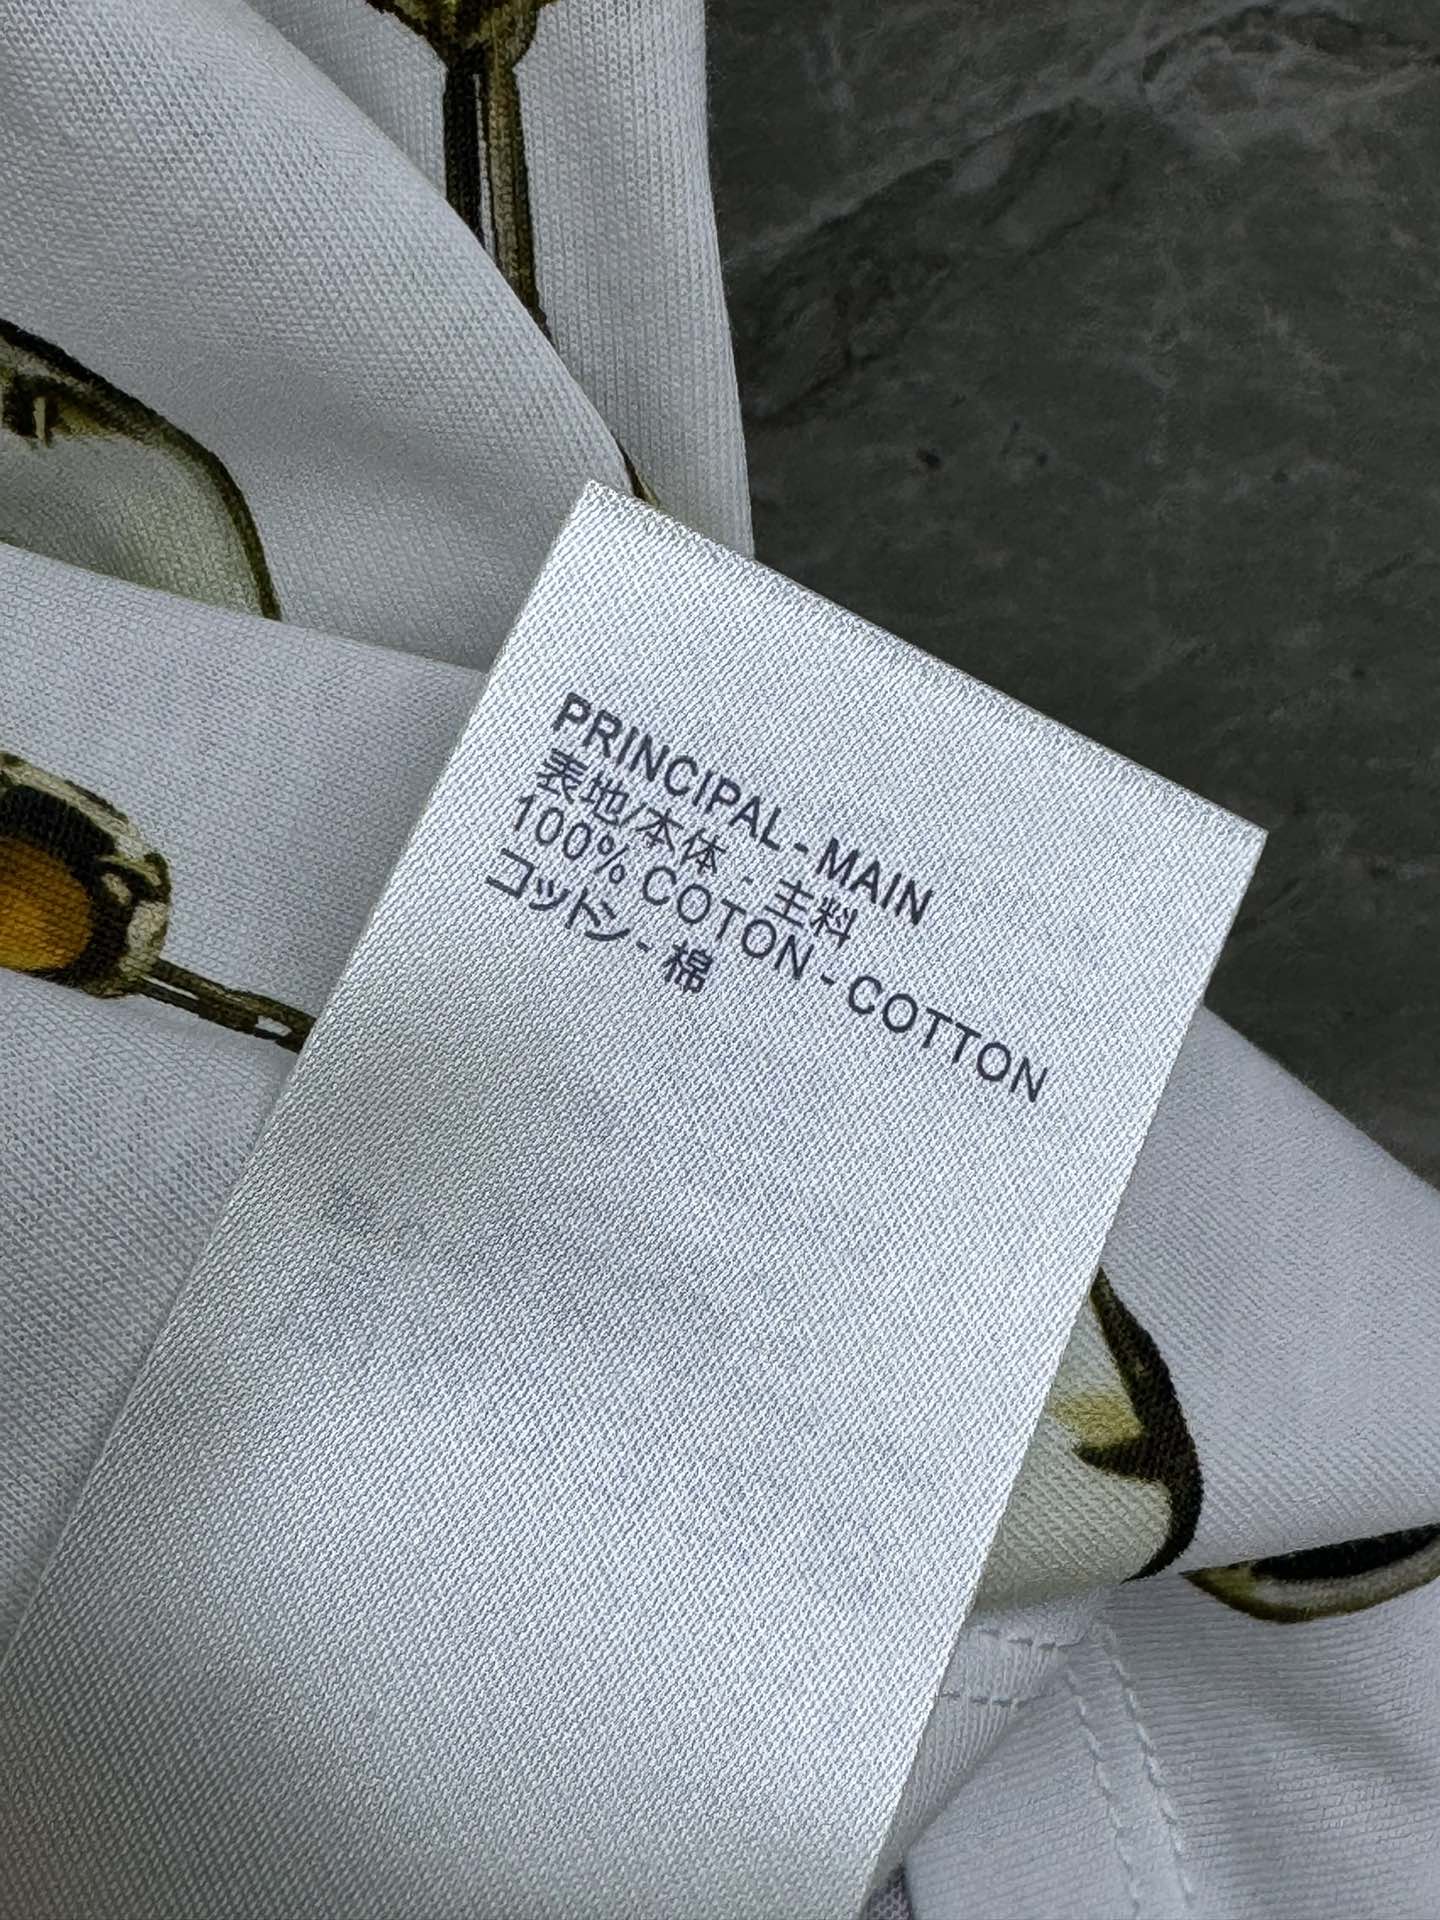 PRINCIPAL - MAIN
表地/本体 - 主料
100% COTON - COTTON
コットン - 棉